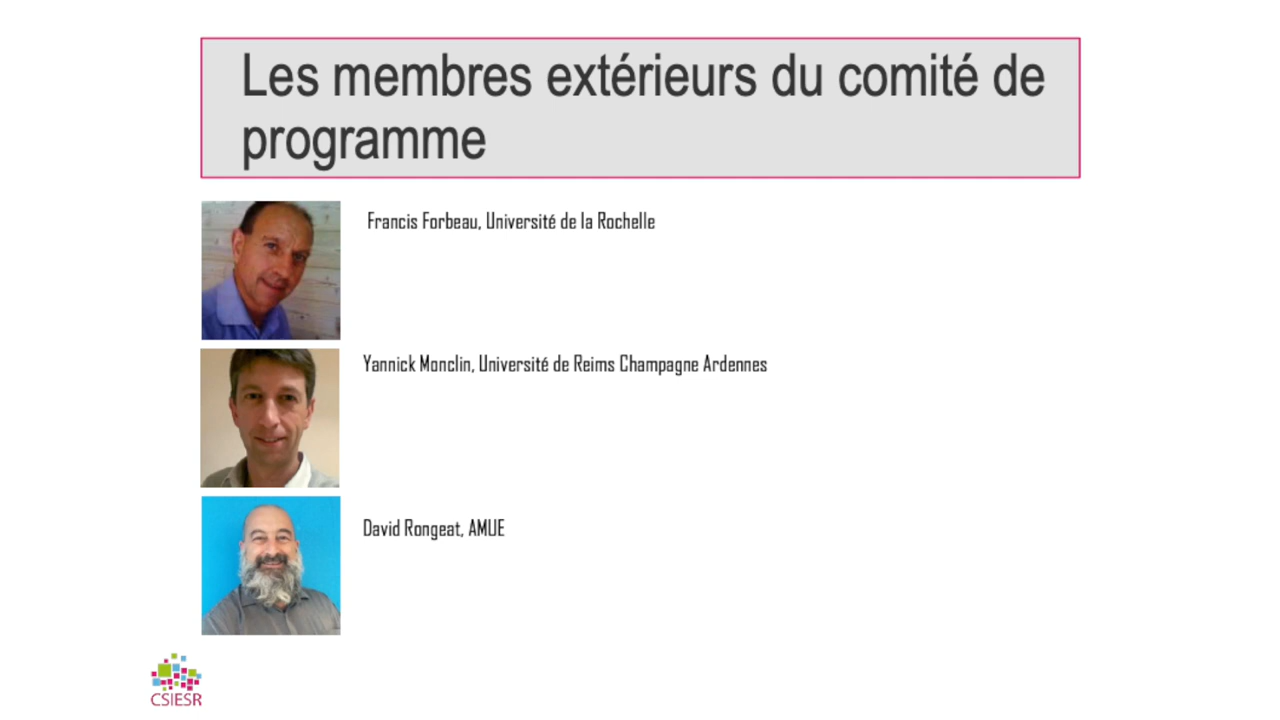 Les membres extérieurs du comité de
programme
Francis Forbeau, Université de la Rochelle
Yannick Monclin, Université de Reims Champagne Ardennes
David Rongeat, AMUE
CSIESR